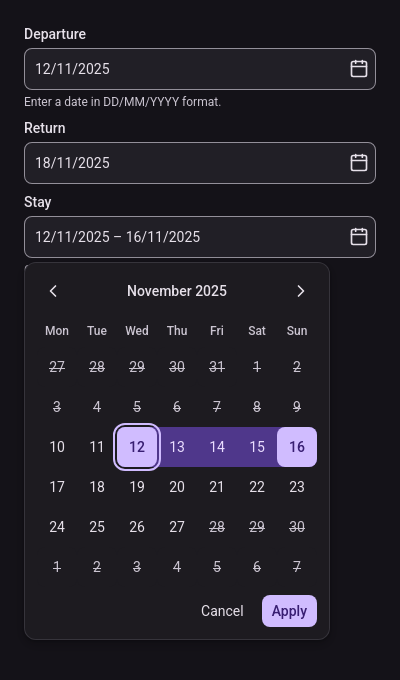 Departure
12/11/2025
Enter a date in DD/MM/YYYY format.
Return
18/11/2025
Stay
12/11/2025 – 16/11/2025
November 2025
Mon Tue Wed Thu Fri Sat Sun
27 28 29 30 31 1 2
3 4 5 6 7 8 9
10 11 12 13 14 15 16
17 18 19 20 21 22 23
24 25 26 27 28 29 30
1 2 3 4 5 6 7
Cancel Apply